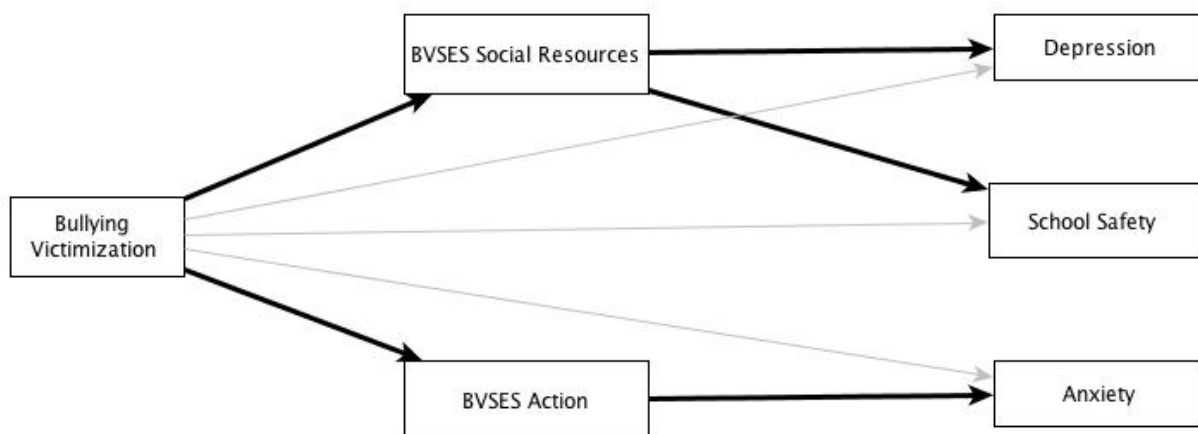 BVSES Social Resources
Depression
Bullying
Victimization
School Safety
BVSES Action
Anxiety